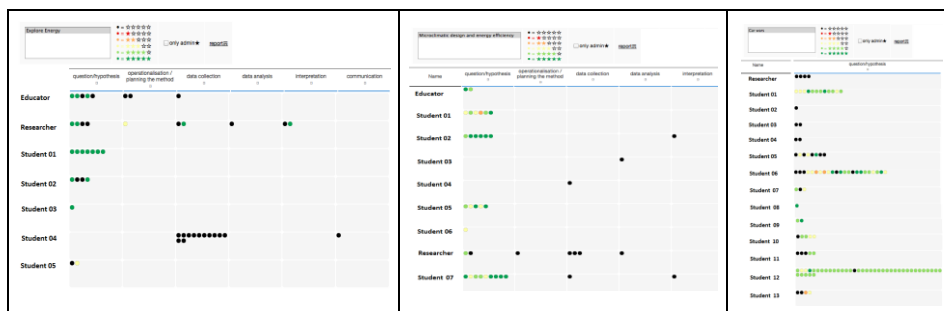 Explore Energy
only admin★
report
question/hypothesis
operationalisation / planning the method
data collection
data analysis
interpretation
communication
Educator
Researcher
Student 01
Student 02
Student 03
Student 04
Student 05
Microclimatic design and energy efficiency
only admin★
report
Name
question/hypothesis
operationalisation / planning the method
data collection
data analysis
interpretation
Educator
Student 01
Student 02
Student 03
Student 04
Student 05
Student 06
Researcher
Student 07
only admin★
report
Name
question/hypothesis
Researcher
Student 01
Student 02
Student 03
Student 04
Student 05
Student 06
Student 07
Student 08
Student 09
Student 10
Student 11
Student 12
Student 13